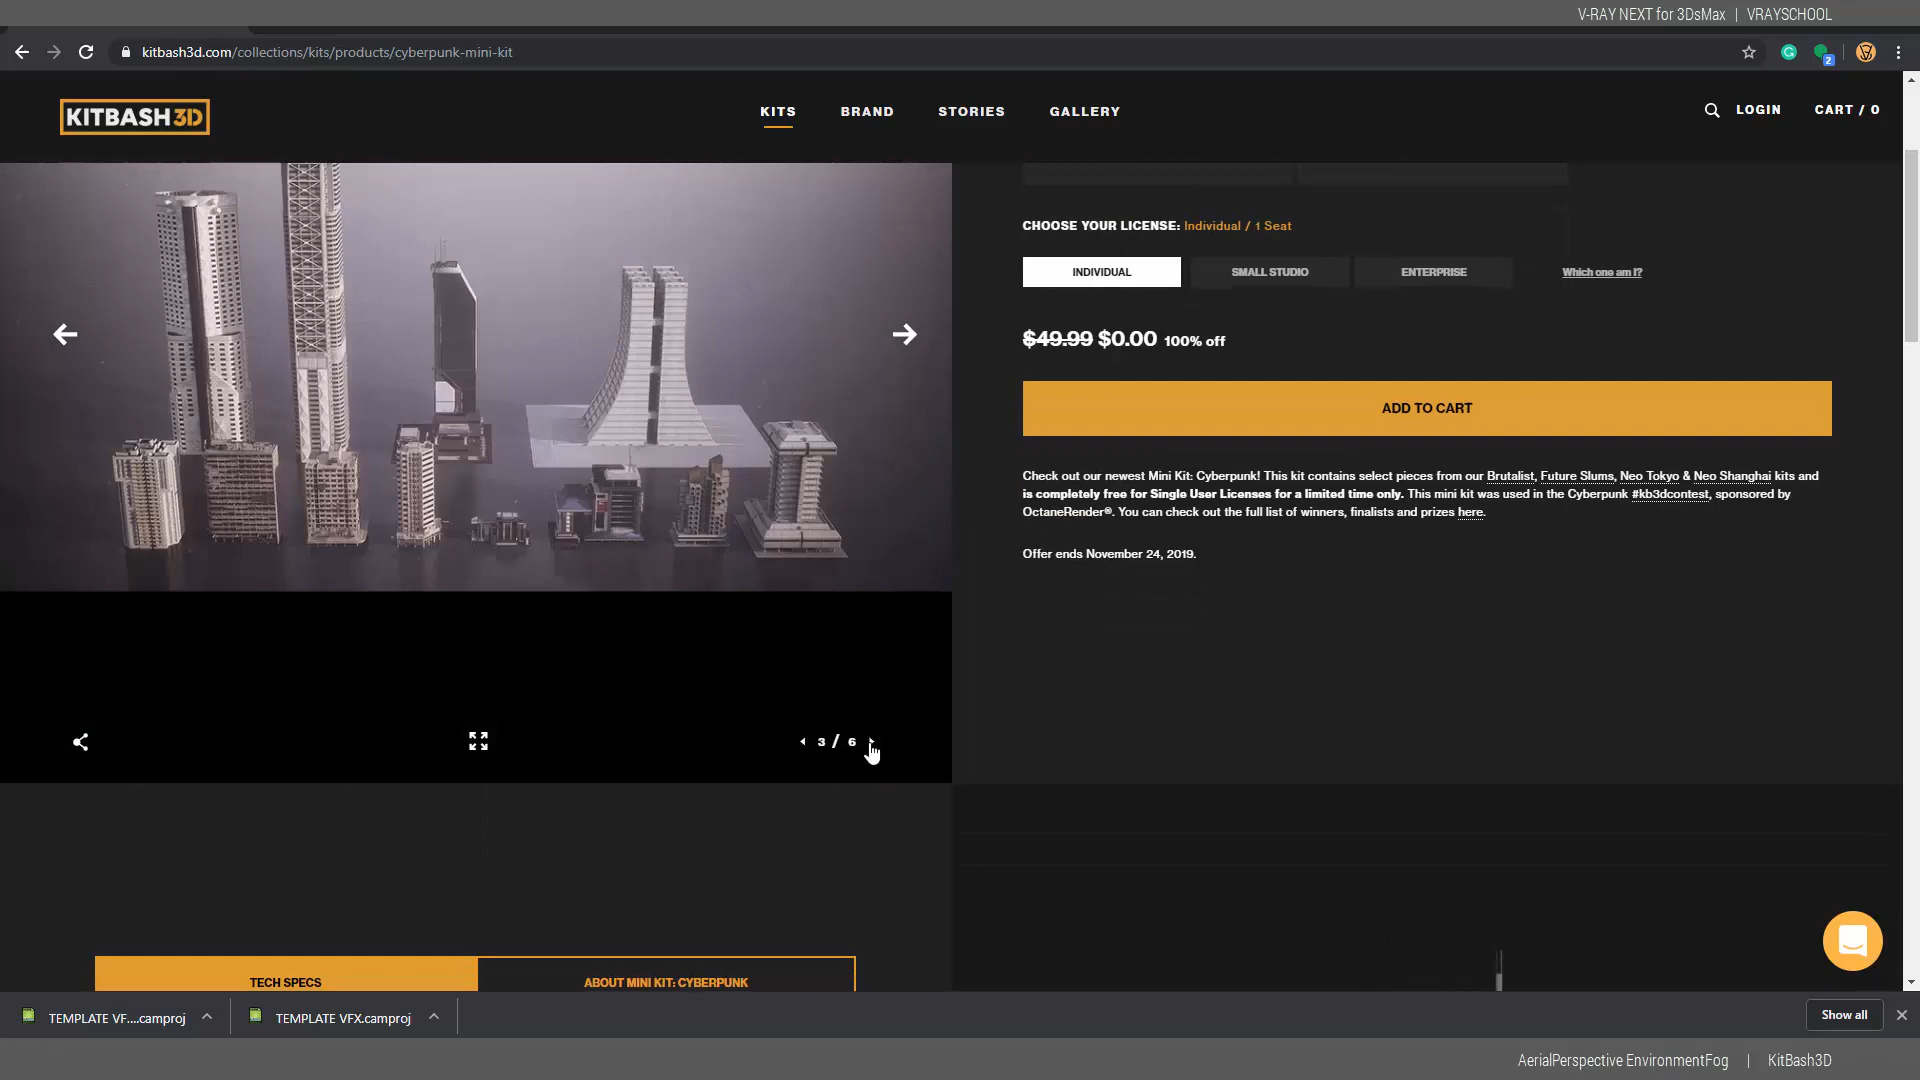 V-RAY NEXT for 3DsMax | VRAYSCHOOL
kitbash3d.com/collections/kits/products/cyberpunk-mini-kit
2
KITBASH 3D
KITS
BRAND
STORIES
GALLERY
LOGIN
CART / 0
CHOOSE YOUR LICENSE: Individual / 1 Seat
INDIVIDUAL
SMALL STUDIO
ENTERPRISE
Which one am I?
$49.99 $0.00 100% off
ADD TO CART
Check out our newest Mini Kit: Cyberpunk! This kit contains select pieces from our Brutalist, Future Slums, Neo Tokyo & Neo Shanghai kits and
is completely free for Single User Licenses for a limited time only. This mini kit was used in the Cyberpunk #kb3dcontest, sponsored by
OctaneRender®. You can check out the full list of winners, finalists and prizes here.
Offer ends November 24, 2019.
3 / 6
TECH SPECS
ABOUT MINI KIT: CYBERPUNK
TEMPLATE VF....camproj
TEMPLATE VFX.camproj
Show all
AerialPerspective EnvironmentFog | KitBash3D